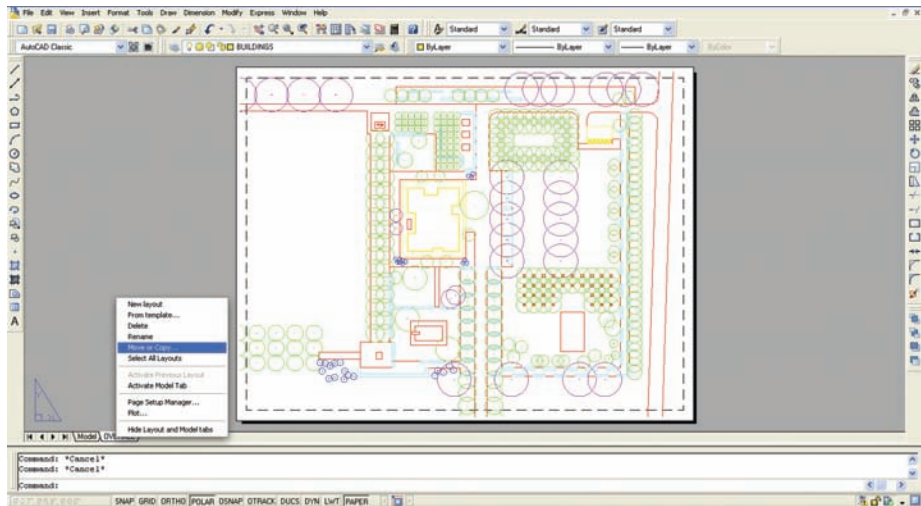 File Edit View Insert Format Tools Draw Dimension Modify Express Window Help
Standard Standard Standard
AutoCAD Classic BUILDINGS ByLayer ByLayer ByLayer ByColor
New layout
From template...
Delete
Rename
Move or Copy...
Select All Layouts
Activate Previous Layout
Activate Model Tab
Page Setup Manager...
Plot...
Hide Layout and Model tabs
Model
Command: *Cancel*
Command: *Cancel*
Command:
SNAP GRID ORTHO POLAR OSNAP OTRACK DUCS DYN LWT PAPER